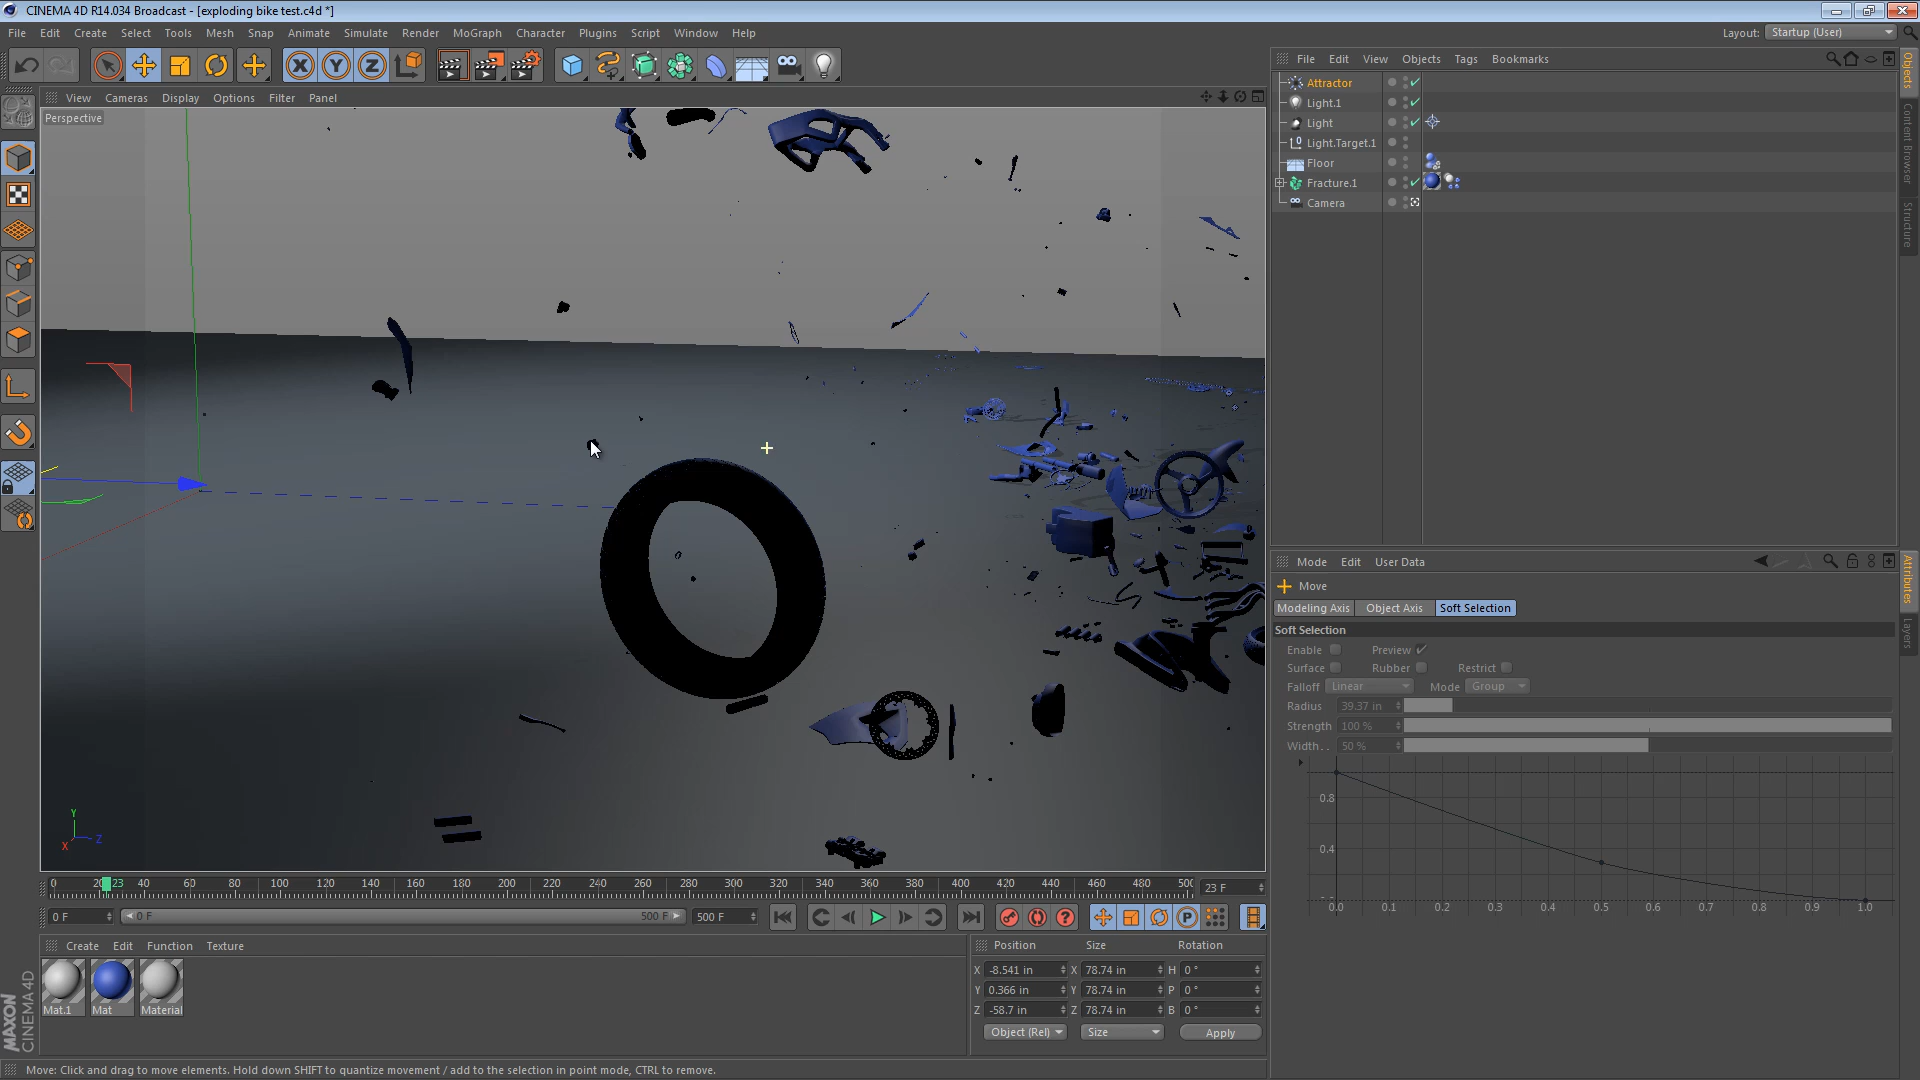 CINEMA 4D R14.034 Broadcast - [exploding bike test.c4d *]
File Edit Create Select Tools Mesh Snap Animate Simulate Render MoGraph Character Plugins Script Window Help
Layout: Startup (User)
View Cameras Display Options Filter Panel
Perspective
Y
X
Z
File Edit View Objects Tags Bookmarks
Attractor
Light.1
Light
Light.Target.1
Floor
Fracture.1
Camera
Objects
Content Browser
Structure
Mode Edit User Data
Move
Modeling Axis Object Axis Soft Selection
Soft Selection
Enable Preview
Surface Rubber Restrict
Falloff Linear Mode Group
Radius 39.37 in
Strength 100 %
Width.. 50 %
0.8
0.4
0.0 0.1 0.2 0.3 0.4 0.5 0.6 0.7 0.8 0.9 1.0
Attributes
Layers
0 20 23 40 60 80 100 120 140 160 180 200 220 240 260 280 300 320 340 360 380 400 420 440 460 480 500
23 F
0 F 0 F 500 F 500 F
Create Edit Function Texture
Mat.1 Mat Material
Position Size Rotation
X -8.541 in X 78.74 in H 0 °
Y 0.366 in Y 78.74 in P 0 °
Z -58.7 in Z 78.74 in B 0 °
Object (Rel) Size Apply
MAXON
CINEMA 4D
Move: Click and drag to move elements. Hold down SHIFT to quantize movement / add to the selection in point mode, CTRL to remove.